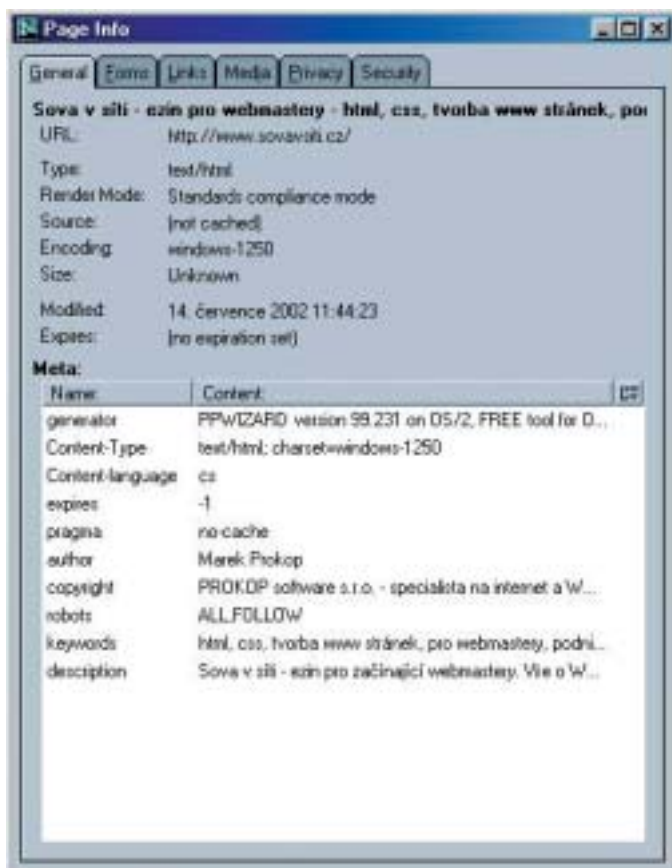 Page Info
General Forms Links Media Privacy Security
Sova v síti - ezin pro webmastery - html, css, tvorba www stránek, por
URL: http://www.sovavsiti.cz/
Type: text/html
Render Mode: Standards compliance mode
Source: (not cached)
Encoding: windows-1250
Size: Unknown
Modified: 14. července 2002 11:44:23
Expires: (no expiration set)
Meta:
Name: Content:
generator PPWIZARD version 99.231 on OS/2, FREE tool for D...
Content-Type text/html; charset=windows-1250
Content-language cs
expires -1
pragma no-cache
author Marek Prokop
copyright PROKOP software s.r.o. - specialista na internet a W...
robots ALL,FOLLOW
keywords html, css, tvorba www stránek, pro webmastery, podni...
description Sova v síti - ezin pro začínající webmastery. Vše o W...